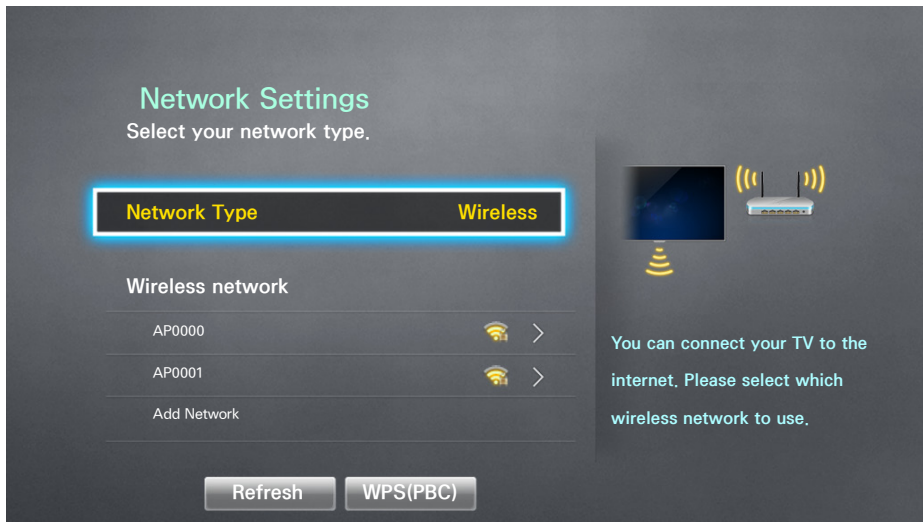 Network Settings
Select your network type.
Network Type Wireless
Wireless network
AP0000
AP0001
Add Network
Refresh WPS(PBC)
You can connect your TV to the
internet. Please select which
wireless network to use.